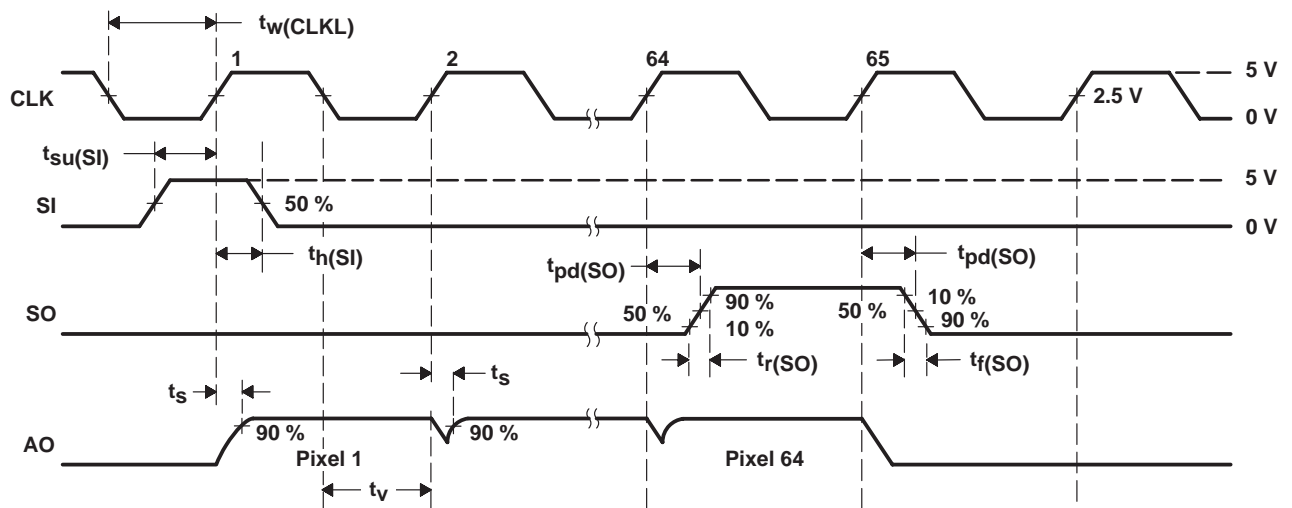 tw(CLKL)
1 2 64 65
CLK
5 V
2.5 V
0 V
tsu(SI)
5 V
SI
50 %
0 V
th(SI)
tpd(SO) tpd(SO)
SO
50 % 90 % 50 % 10 %
10 % 90 %
tr(SO) tf(SO)
ts ts
AO
90 % 90 %
Pixel 1 Pixel 64
tv